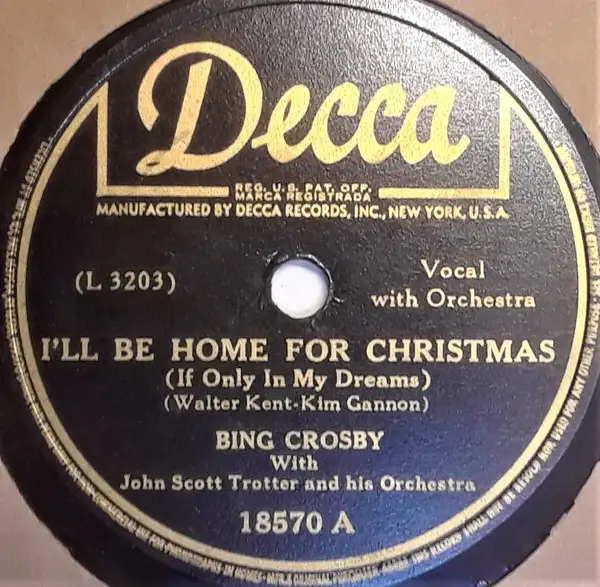 Decca
REG. U.S. PAT. OFF.
MARCA REGISTRADA
MANUFACTURED BY DECCA RECORDS, INC., NEW YORK, U.S.A.
(L 3203)
Vocal
with Orchestra
I'LL BE HOME FOR CHRISTMAS
(If Only In My Dreams)
(Walter Kent-Kim Gannon)
BING CROSBY
With
John Scott Trotter and his Orchestra
18570 A